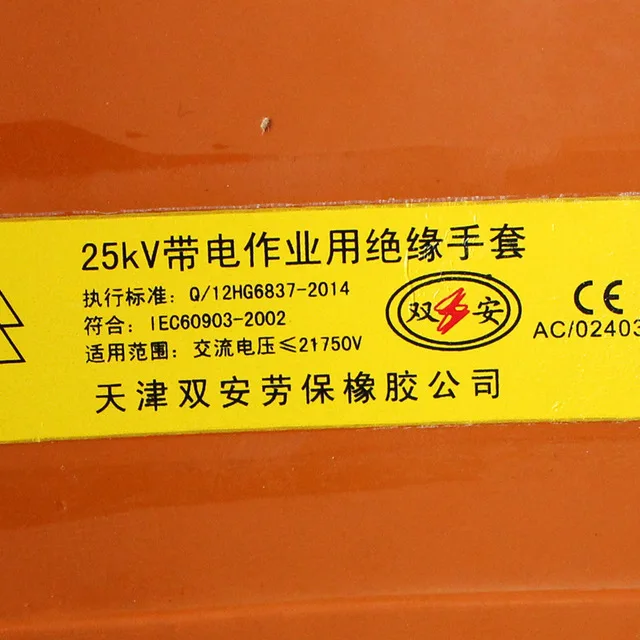 25kV带电作业用绝缘手套
执行标准：Q/12HG6837-2014
符合：IEC60903-2002
适用范围：交流电压≤21750V
双安
CE
AC/02403
天津双安劳保橡胶公司